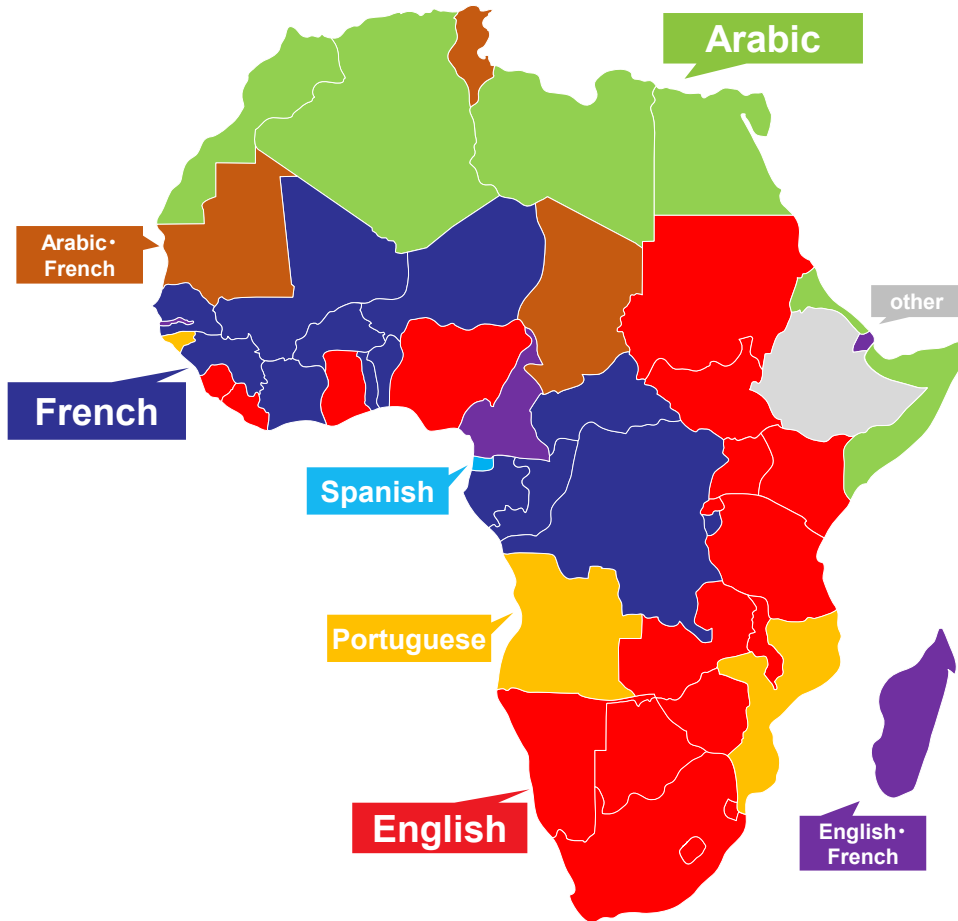 Arabic
Arabic・
French
other
French
Spanish
Portuguese
English
English・
French